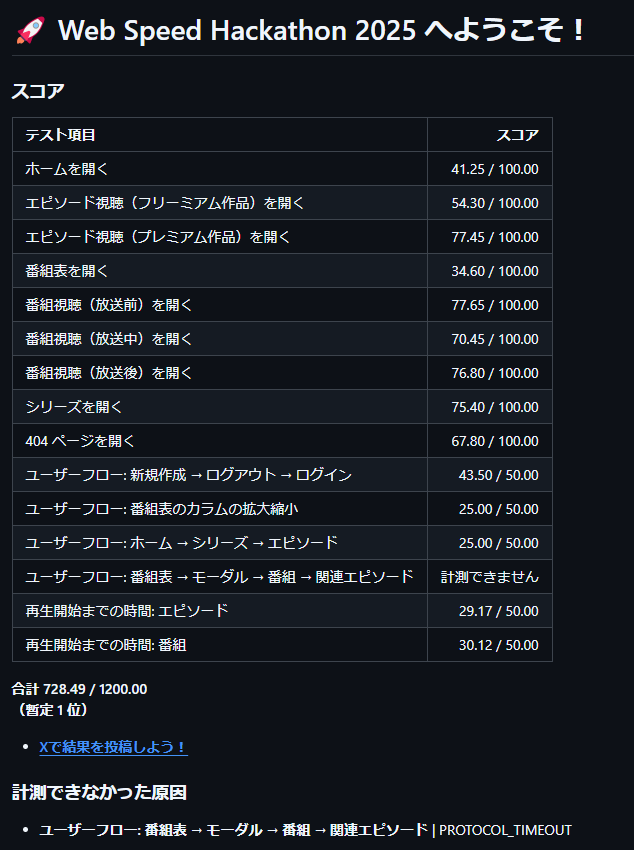 🚀 Web Speed Hackathon 2025 へようこそ！
スコア
テスト項目 スコア
ホームを開く 41.25 / 100.00
エピソード視聴（フリーミアム作品）を開く 54.30 / 100.00
エピソード視聴（プレミアム作品）を開く 77.45 / 100.00
番組表を開く 34.60 / 100.00
番組視聴（放送前）を開く 77.65 / 100.00
番組視聴（放送中）を開く 70.45 / 100.00
番組視聴（放送後）を開く 76.80 / 100.00
シリーズを開く 75.40 / 100.00
404 ページを開く 67.80 / 100.00
ユーザーフロー: 新規作成 → ログアウト → ログイン 43.50 / 50.00
ユーザーフロー: 番組表のカラムの拡大縮小 25.00 / 50.00
ユーザーフロー: ホーム → シリーズ → エピソード 25.00 / 50.00
ユーザーフロー: 番組表 → モーダル → 番組 → 関連エピソード 計測できません
再生開始までの時間: エピソード 29.17 / 50.00
再生開始までの時間: 番組 30.12 / 50.00
合計 728.49 / 1200.00
（暫定 1 位）
• Xで結果を投稿しよう！
計測できなかった原因
• ユーザーフロー: 番組表 → モーダル → 番組 → 関連エピソード | PROTOCOL_TIMEOUT